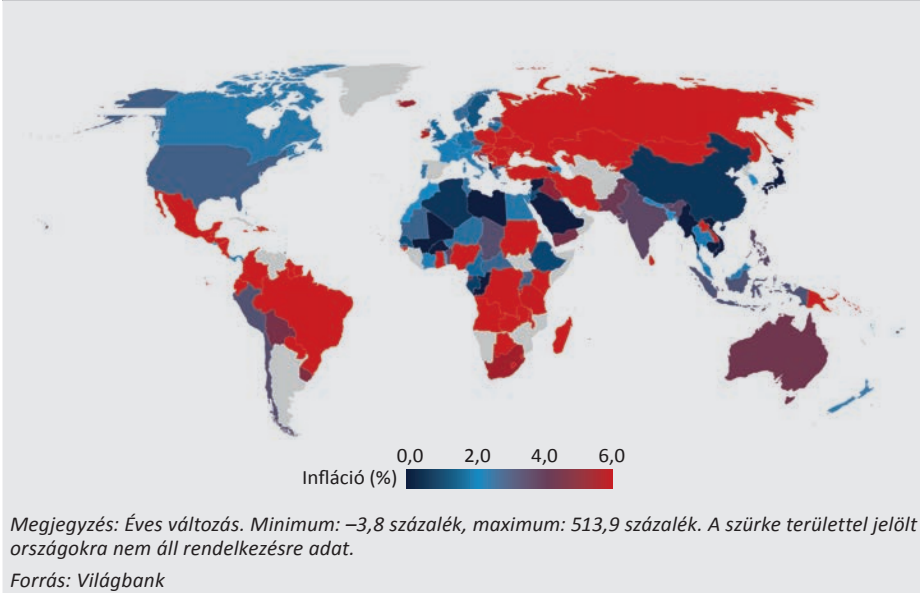 0,0 2,0 4,0 6,0
Infláció (%)
Megjegyzés: Éves változás. Minimum: –3,8 százalék, maximum: 513,9 százalék. A szürke területtel jelölt
országokra nem áll rendelkezésre adat.
Forrás: Világbank